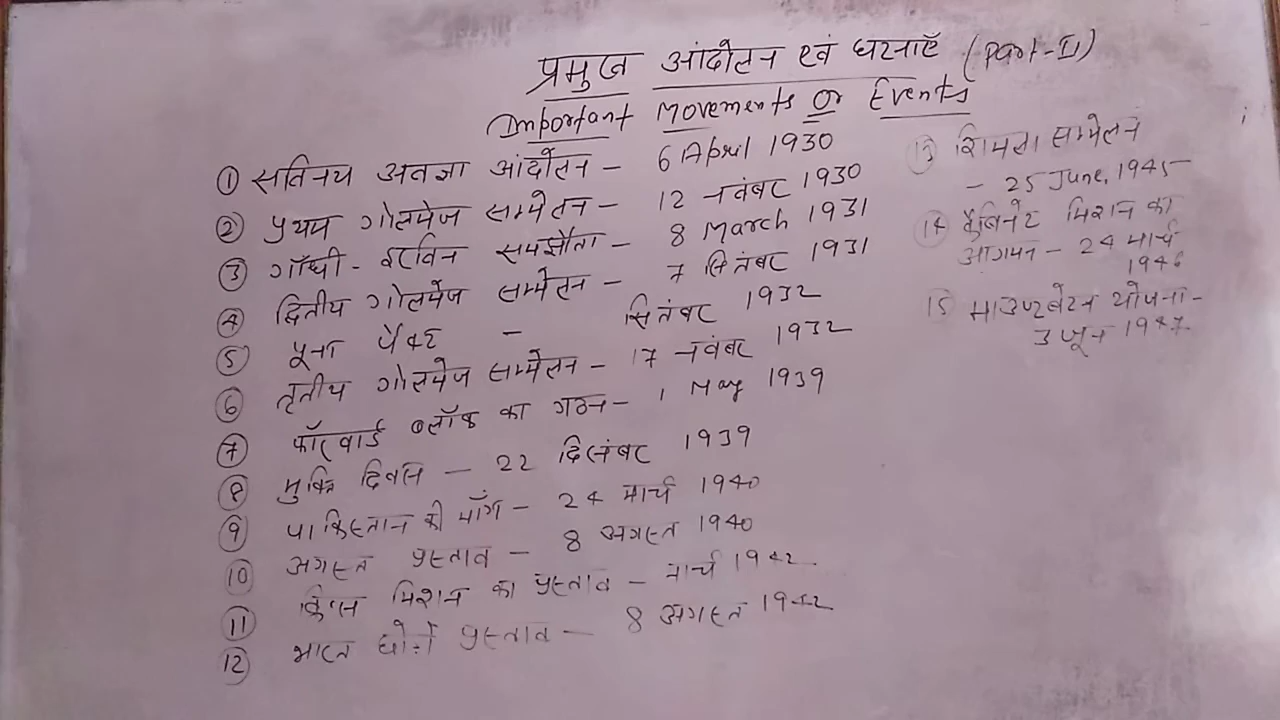 प्रमुख आंदोलन एवं घटनाएँ (Part-II)
Important Movements or Events
① सविनय अवज्ञा आंदोलन - 6 April 1930
② प्रथम गोलमेज सम्मेलन - 12 नवंबर 1930
③ गाँधी - इरविन समझौता - 8 March 1931
④ द्वितीय गोलमेज सम्मेलन - 7 सितंबर 1931
⑤ पूना पैक्ट - सितंबर 1932
⑥ तृतीय गोलमेज सम्मेलन - 17 नवंबर 1932
⑦ फॉरवार्ड ब्लॉक का गठन - 1 May 1939
⑧ मुक्ति दिवस - 22 दिसंबर 1939
⑨ पाकिस्तान की माँग - 24 मार्च 1940
⑩ अगस्त प्रस्ताव - 8 अगस्त 1940
⑪ क्रिप्स मिशन का प्रस्ताव - मार्च 1942
⑫ भारत छोड़ो प्रस्ताव - 8 अगस्त 1942
⑬ शिमला सम्मेलन
- 25 June, 1945
⑭ कैबिनेट मिशन का
आगमन - 24 मार्च
1946
⑮ माउण्टबेटन योजना -
3 जून 1947